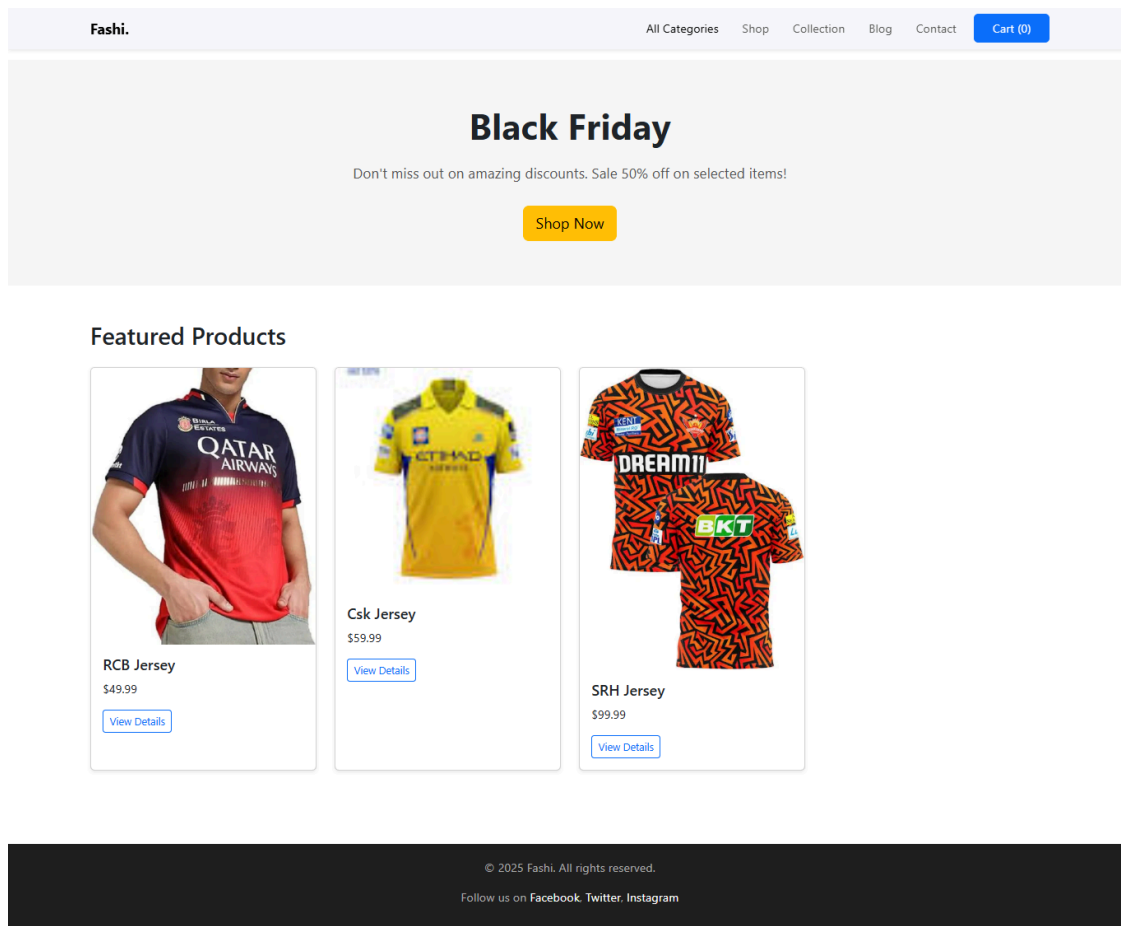 Fashi.
All Categories
Shop
Collection
Blog
Contact
Cart (0)
Black Friday
Don't miss out on amazing discounts. Sale 50% off on selected items!
Shop Now
Featured Products
BIRLA
ESTATES
QATAR
AIRWAYS
RCB Jersey
$49.99
View Details
ETIHAD
Csk Jersey
$59.99
View Details
KENT
DREAM11
BKT
SRH Jersey
$99.99
View Details
© 2025 Fashi. All rights reserved.
Follow us on Facebook, Twitter, Instagram